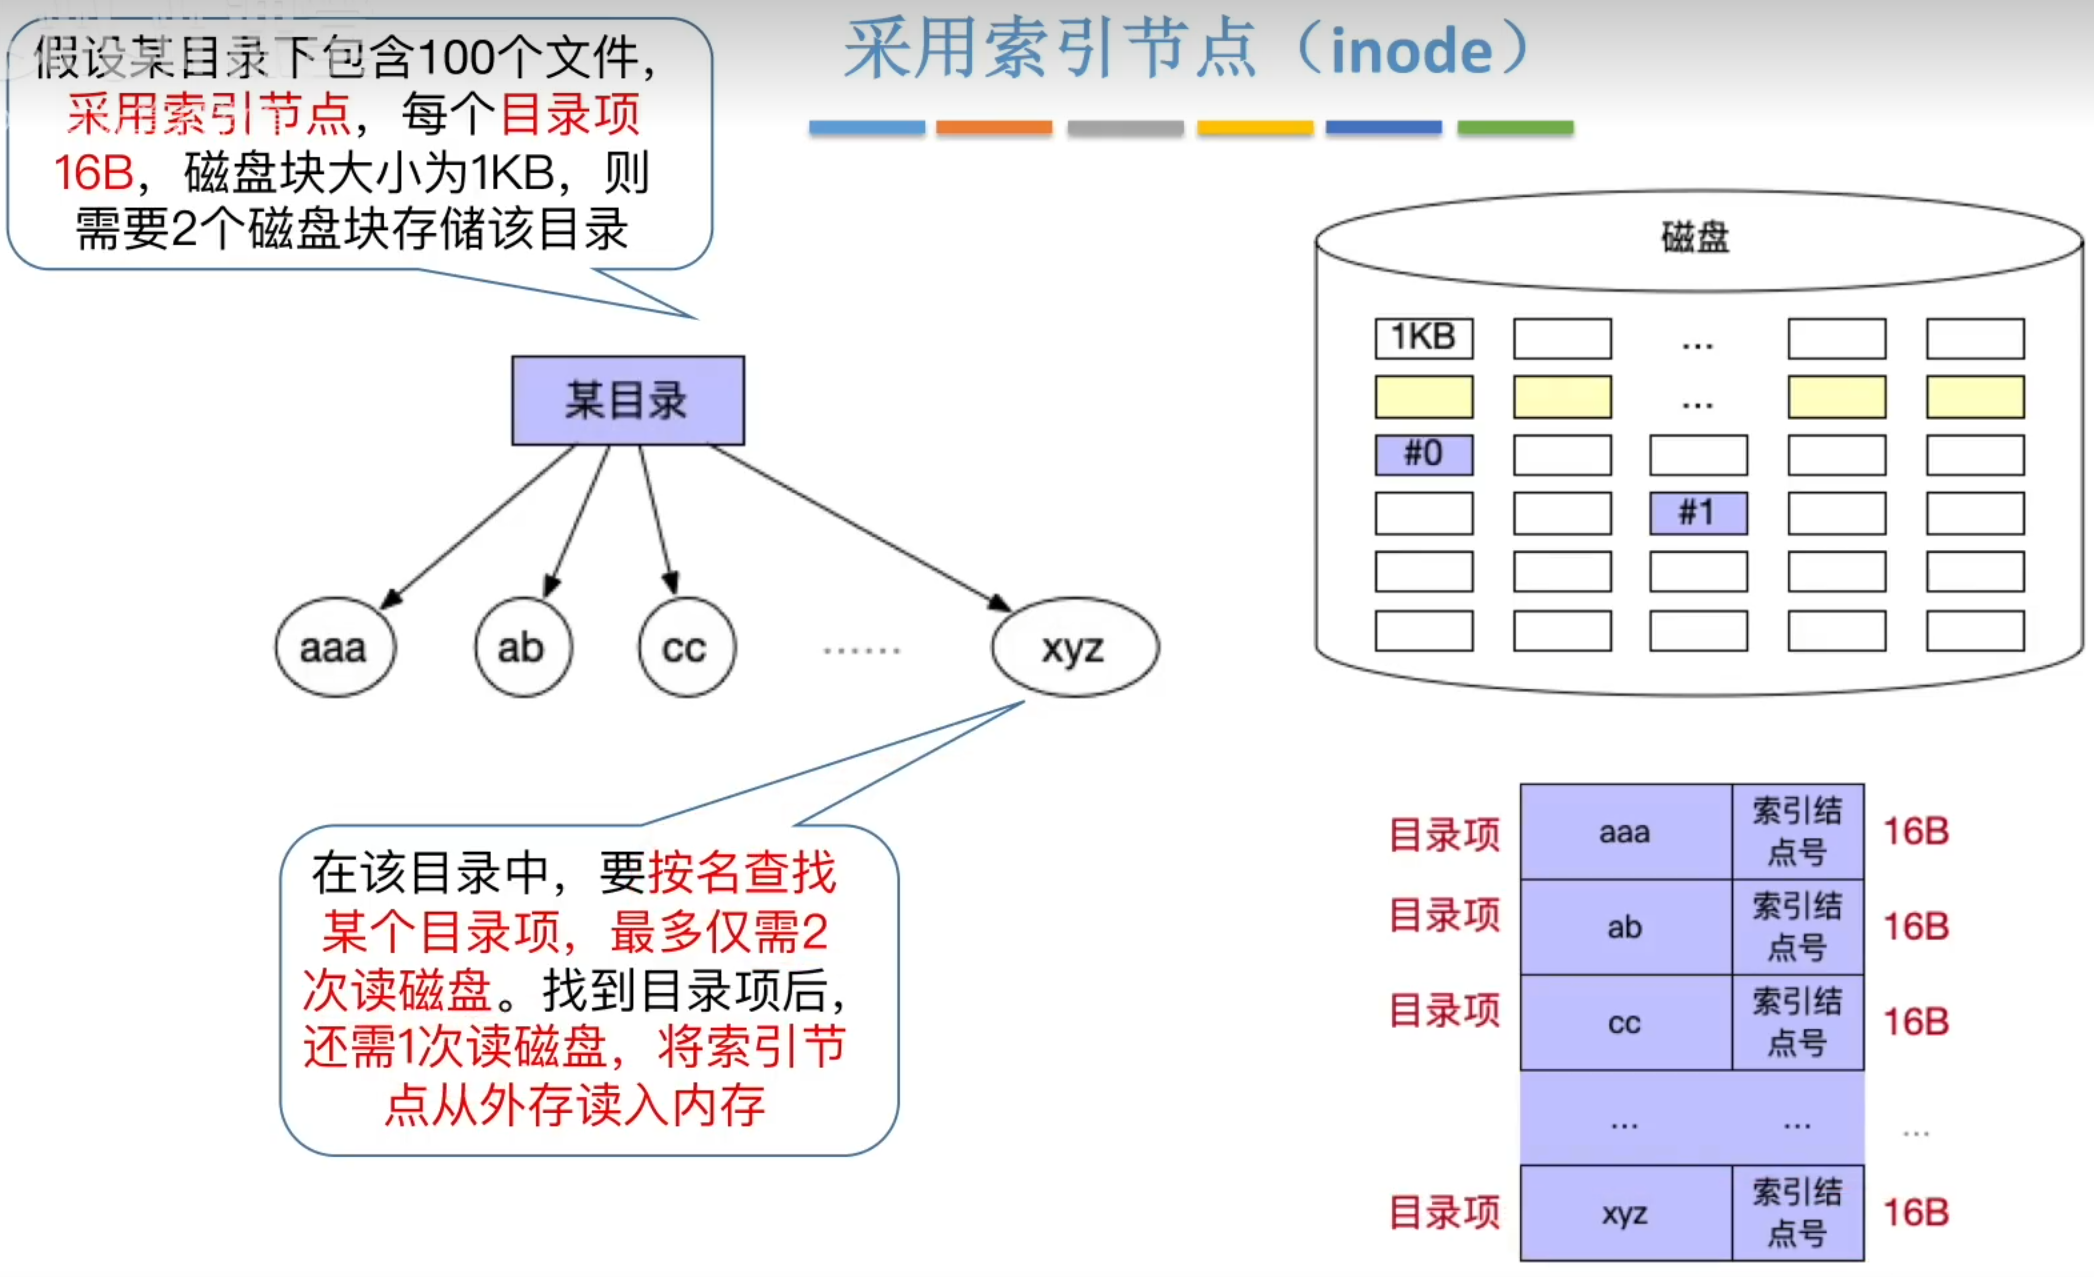 采用索引节点（inode）
假设某目录下包含100个文件，
采用索引节点，每个目录项
16B，磁盘块大小为1KB，则
需要2个磁盘块存储该目录
某目录
aaa
ab
cc
......
xyz
在该目录中，要按名查找
某个目录项，最多仅需2
次读磁盘。找到目录项后，
还需1次读磁盘，将索引节
点从外存读入内存
磁盘
1KB
...
...
#0
#1
目录项 aaa 索引结
点号 16B
目录项 ab 索引结
点号 16B
目录项 cc 索引结
点号 16B
... ... ...
目录项 xyz 索引结
点号 16B